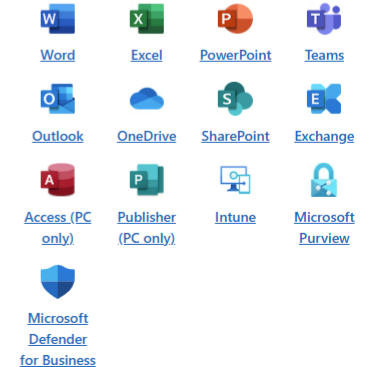 W X P T
Word Excel PowerPoint Teams
O S E
Outlook OneDrive SharePoint Exchange
A P
Access (PC Publisher Intune Microsoft
only) (PC only) Purview
Microsoft
Defender
for Business